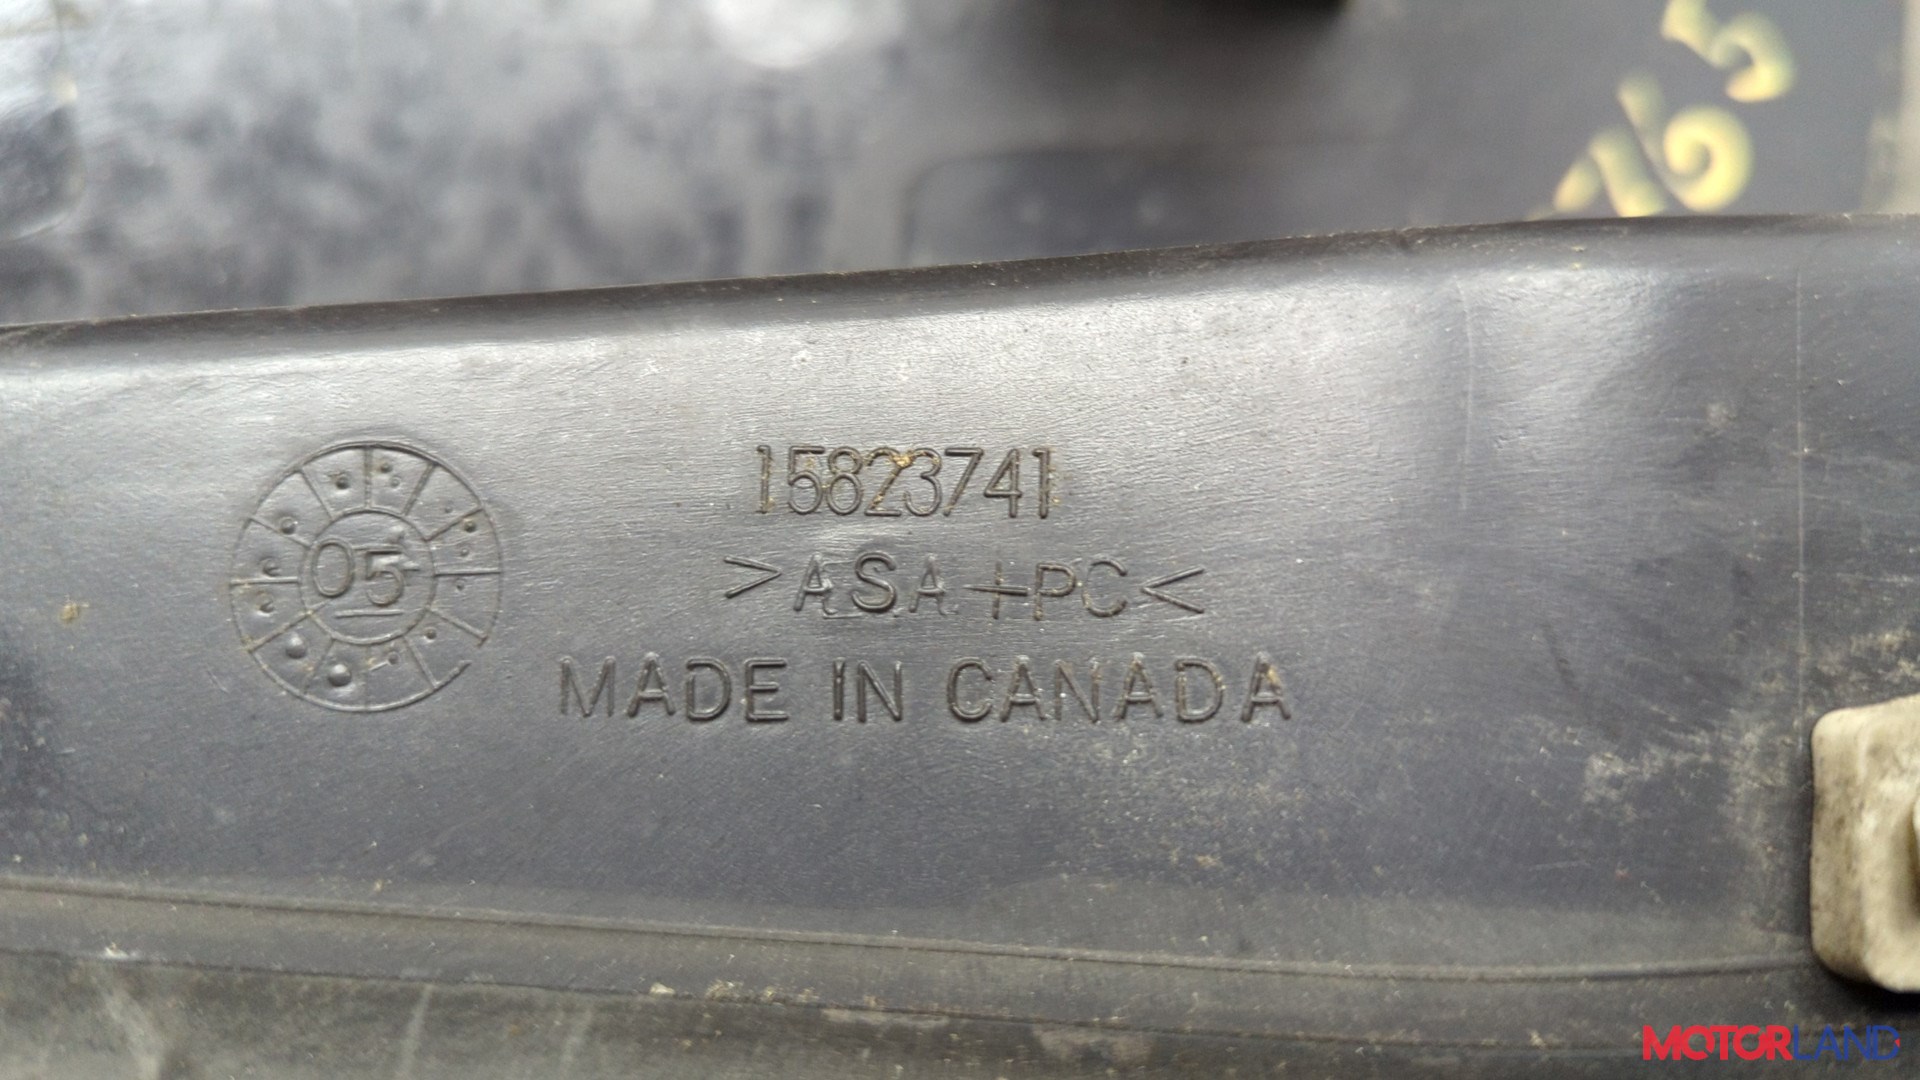 15823741
05
>ASA+PC<
MADE IN CANADA
MOTORLAND